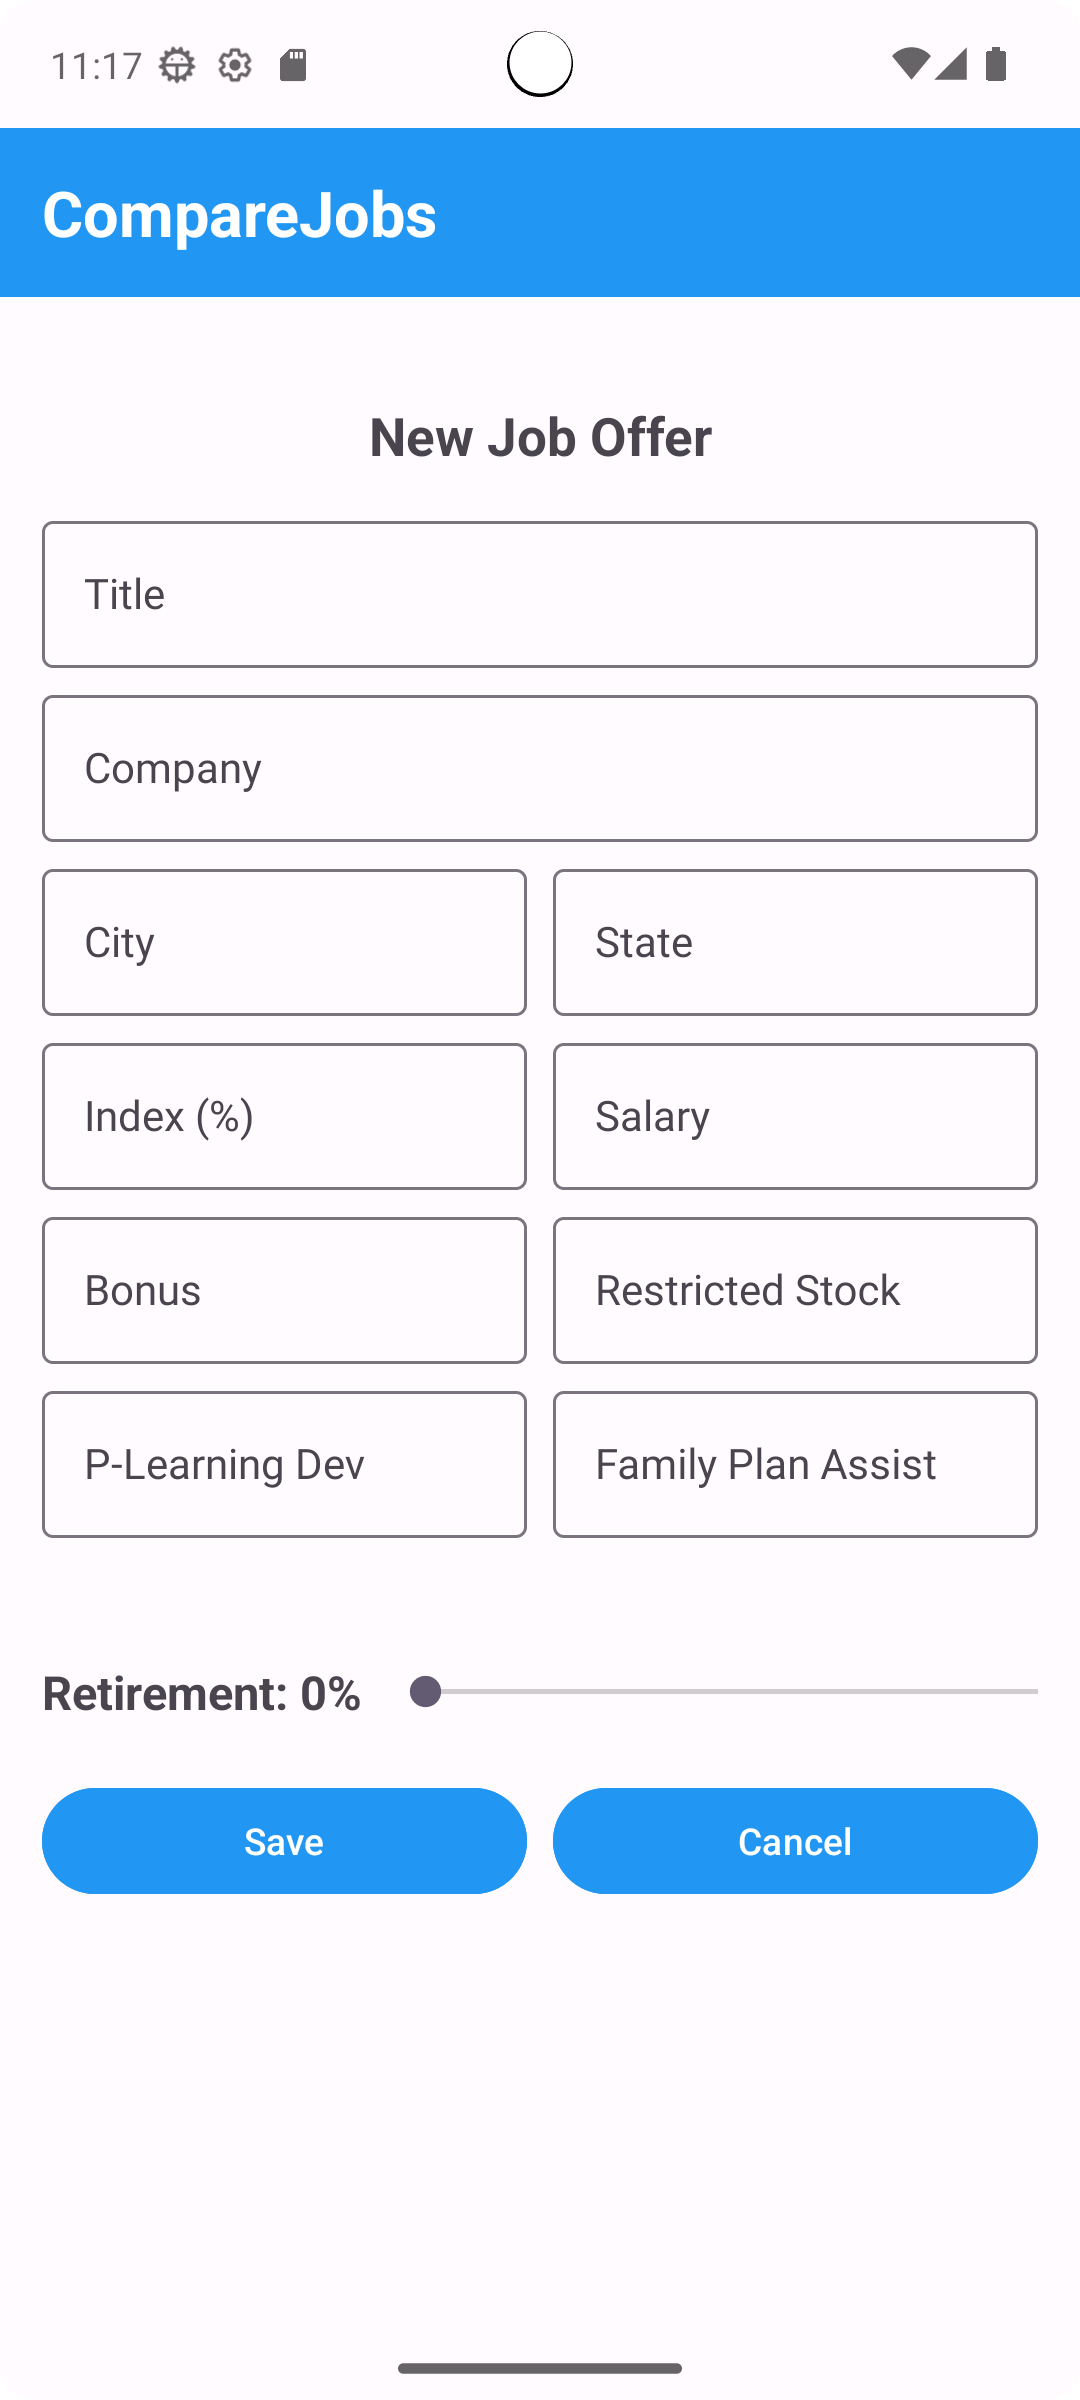 11:17
CompareJobs
New Job Offer
Title
Company
City State
Index (%) Salary
Bonus Restricted Stock
P-Learning Dev Family Plan Assist
Retirement: 0%
Save Cancel